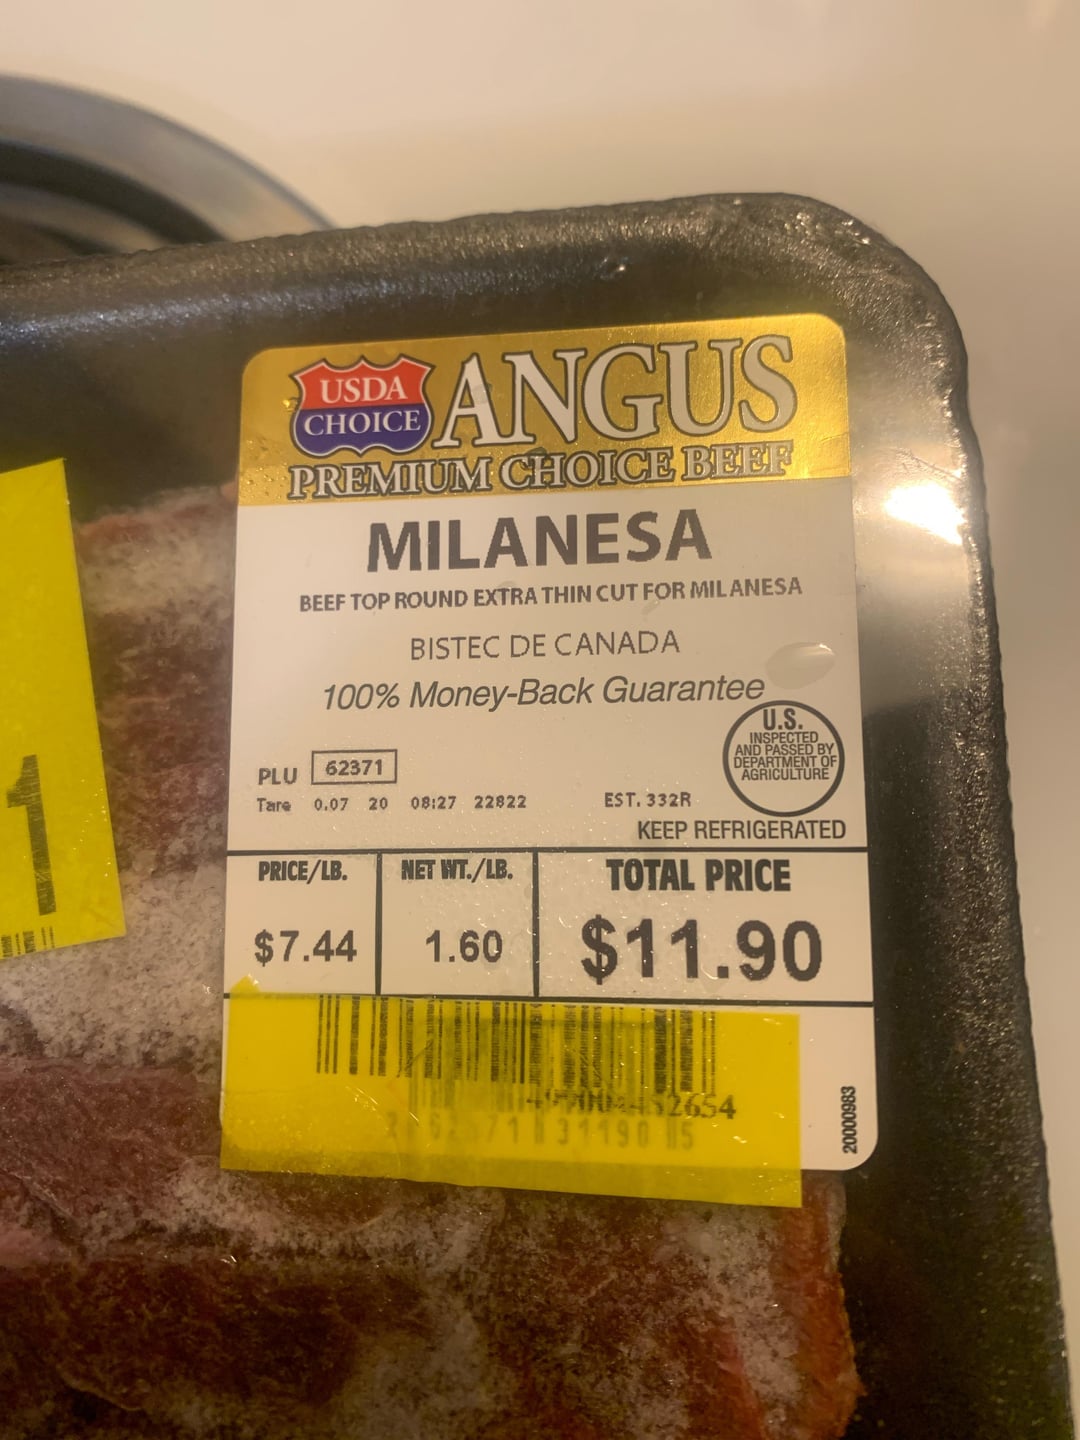 USDA
CHOICE
ANGUS
PREMIUM CHOICE BEEF
MILANESA
BEEF TOP ROUND EXTRA THIN CUT FOR MILANESA
BISTEC DE CANADA
100% Money-Back Guarantee
U.S.
INSPECTED
AND PASSED BY
DEPARTMENT OF
AGRICULTURE
PLU 62371
Tare 0.07 20 08:27 22822
EST. 332R
KEEP REFRIGERATED
PRICE/LB. NET WT./LB. TOTAL PRICE
$7.44 1.60 $11.90
1
20000983